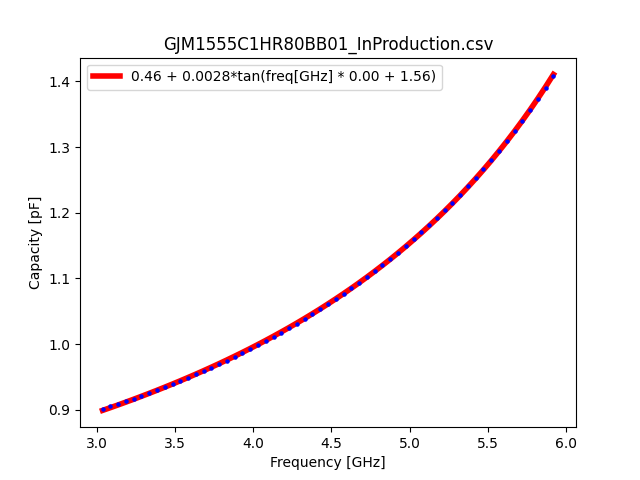 GJM1555C1HR80BB01_InProduction.csv
0.46 + 0.0028*tan(freq[GHz] * 0.00 + 1.56)
1.4
1.3
1.2
1.1
1.0
0.9
Capacity [pF]
3.0 3.5 4.0 4.5 5.0 5.5 6.0
Frequency [GHz]